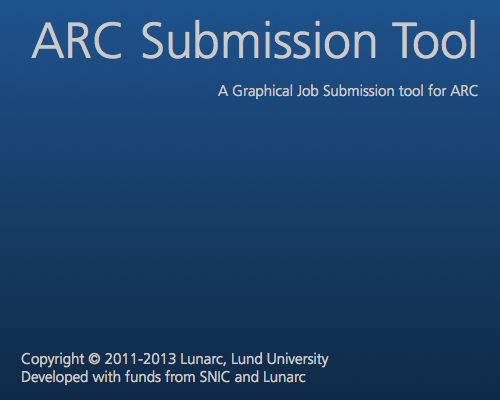 ARC Submission Tool
A Graphical Job Submission tool for ARC
Copyright © 2011-2013 Lunarc, Lund University
Developed with funds from SNIC and Lunarc